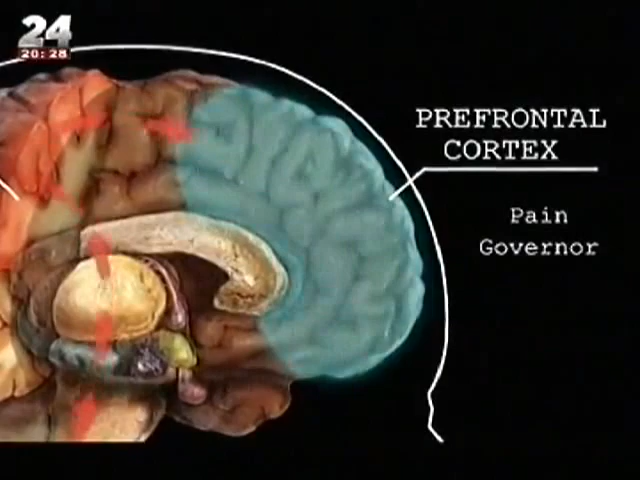 24
20:28
PREFRONTAL
CORTEX
Pain
Governor